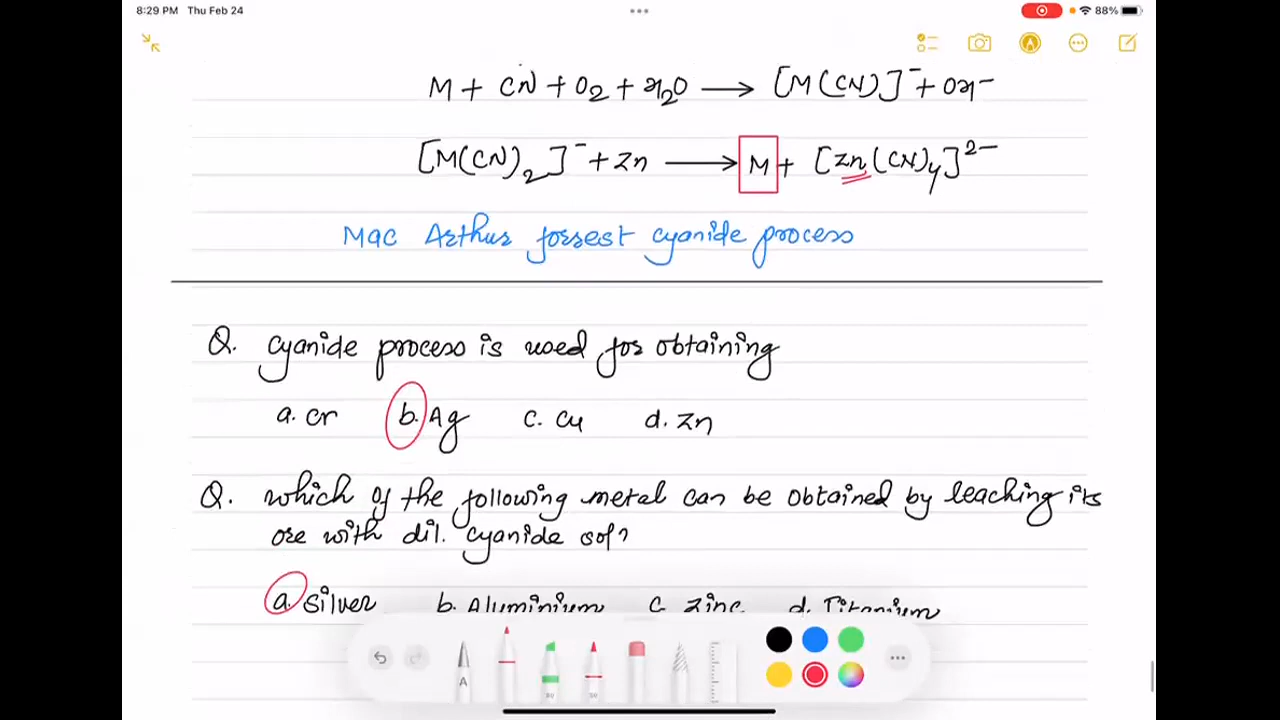 8:29 PM Thu Feb 24
88%
M + CN + O2 + H2O → [M(CN)]⁻ + OH⁻
[M(CN)2]⁻ + Zn → M + [Zn(CN)4]²⁻
Mac Arthur forrest cyanide process
Q. cyanide process is used for obtaining
a. Cr b. Ag c. Cu d. Zn
Q. which of the following metal can be obtained by leaching its
ore with dil. cyanide solⁿ
a. Silver b. Aluminium c. zinc d. Titanium
A